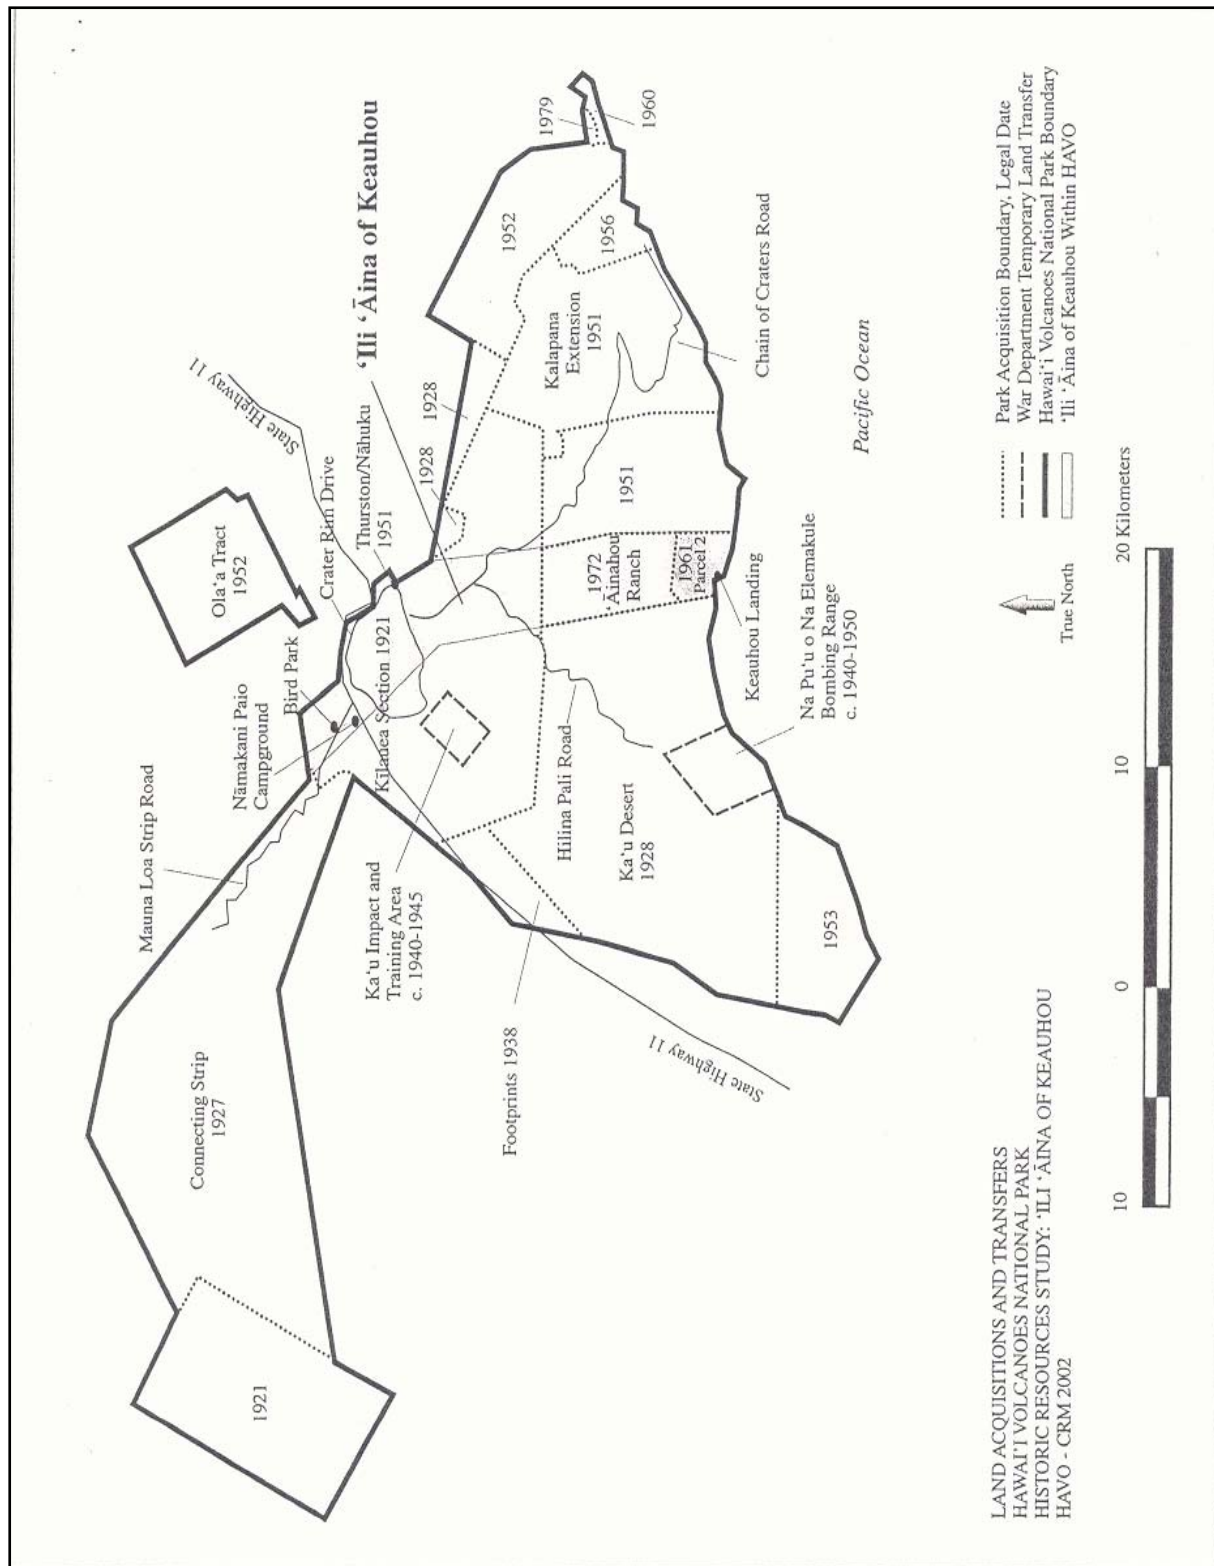 Mauna Loa Strip Road
Nāmakani Paio
Campground
Bird Park
Ola'a Tract
1952
Crater Rim Drive
Thurston/Nāhuku
1951
State Highway 11
'Ili 'Āina of Keauhou
1928
1928
1952
1979
1960
1956
Kalapana
Extension
1951
Chain of Craters Road
1951
1972
'Āinahou
Ranch
1961
Parcel 2
Keauhou Landing
Pacific Ocean
Kīlauea Section 1921
Connecting Strip
1927
1921
Ka'u Impact and
Training Area
c. 1940-1945
Footprints 1938
State Highway 11
Hilina Pali Road
Ka'u Desert
1928
1953
Na Pu'u o Na Elemakule
Bombing Range
c. 1940-1950
LAND ACQUISITIONS AND TRANSFERS
HAWAI'I VOLCANOES NATIONAL PARK
HISTORIC RESOURCES STUDY: 'ILI 'ĀINA OF KEAUHOU
HAVO - CRM 2002
True North
Park Acquisition Boundary, Legal Date
War Department Temporary Land Transfer
Hawai'i Volcanoes National Park Boundary
'Ili 'Āina of Keauhou Within HAVO
10 0 10 20 Kilometers